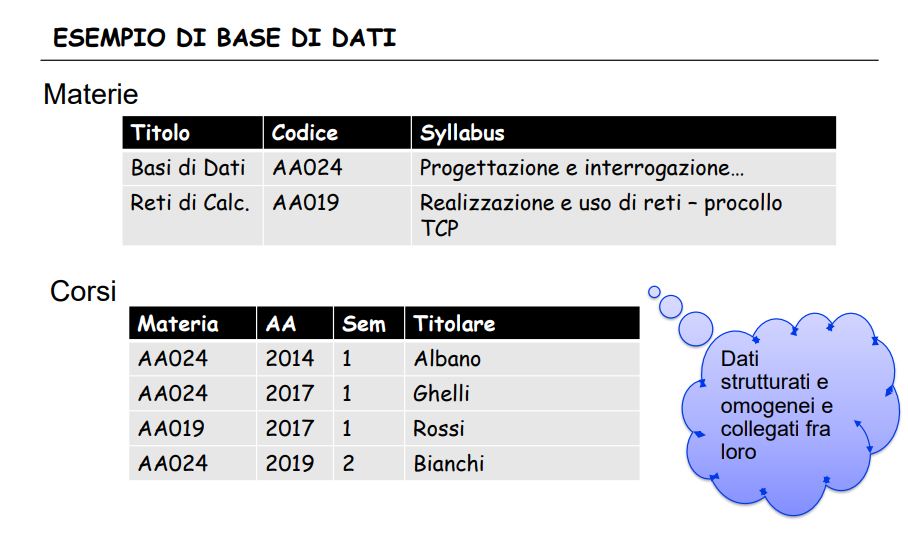 ESEMPIO DI BASE DI DATI
Materie
Titolo Codice Syllabus
Basi di Dati AA024 Progettazione e interrogazione…
Reti di Calc. AA019 Realizzazione e uso di reti – procollo
TCP
Corsi
Materia AA Sem Titolare
AA024 2014 1 Albano
AA024 2017 1 Ghelli
AA019 2017 1 Rossi
AA024 2019 2 Bianchi
Dati
strutturati e
omogenei e
collegati fra
loro